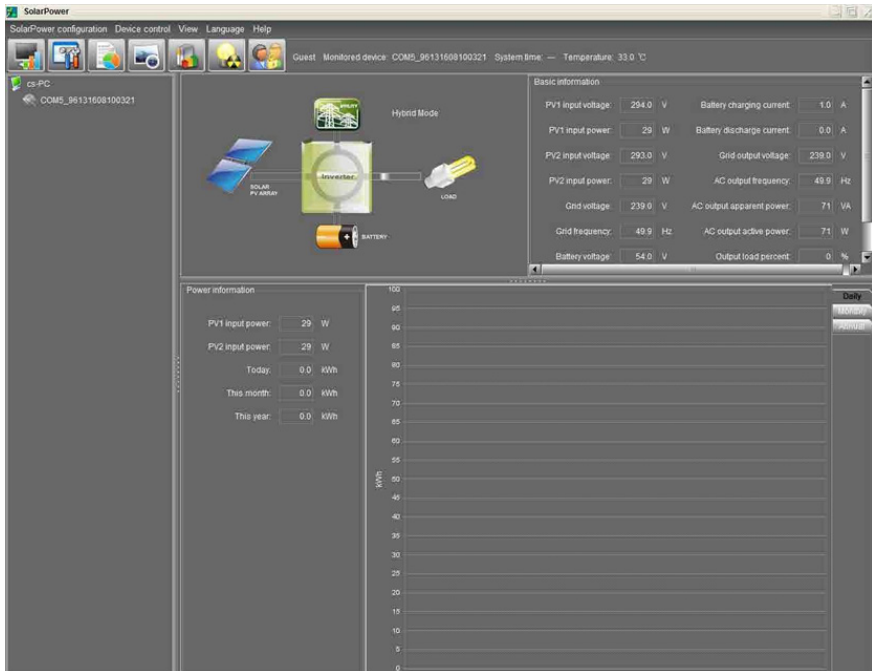 SolarPower
SolarPower configuration Device control View Language Help
Guest Monitored device: COM5_96131608100321 System time: --- Temperature: 33.0 °C
cs-PC
COM5_96131608100321
UTILITY
Hybrid Mode
SOLAR
PV ARRAY
Inverter
LOAD
BATTERY
Basic information
PV1 input voltage: 294.0 V Battery charging current: 1.0 A
PV1 input power: 29 W Battery discharge current: 0.0 A
PV2 input voltage: 293.0 V Grid output voltage: 239.0 V
PV2 input power: 29 W AC output frequency: 49.9 Hz
Grid voltage: 239.0 V AC output apparent power: 71 VA
Grid frequency: 49.9 Hz AC output active power: 71 W
Battery voltage: 54.0 V Output load percent: 0 %
Power information
PV1 input power: 29 W
PV2 input power: 29 W
Today: 0.0 kWh
This month: 0.0 kWh
This year: 0.0 kWh
kWh
100
95
90
85
80
75
70
65
60
55
50
45
40
35
30
25
20
15
10
5
0
Daily
Monthly
Annual